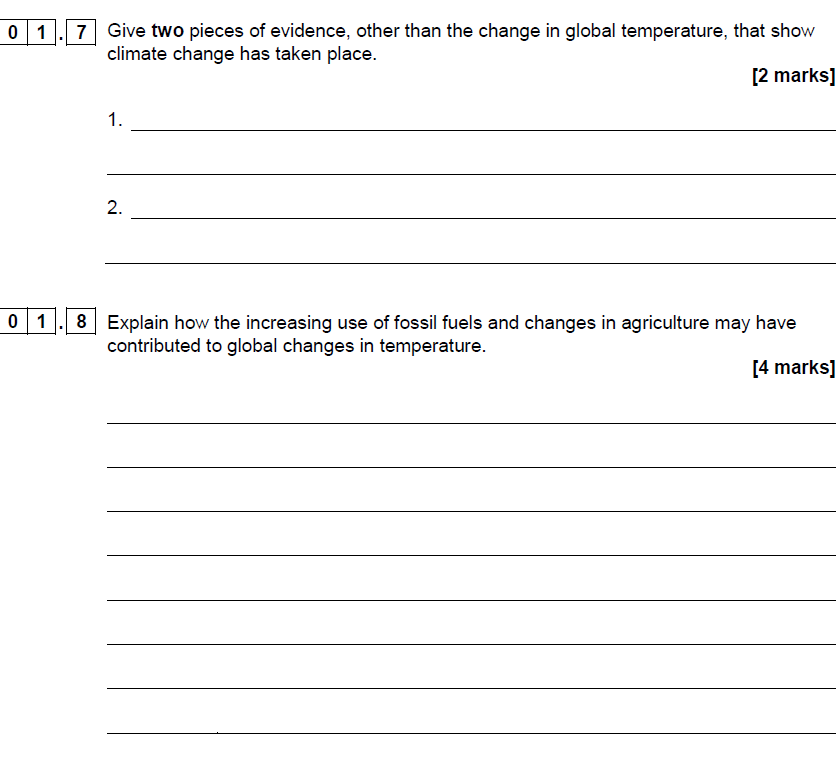 0 1 . 7 Give two pieces of evidence, other than the change in global temperature, that show
climate change has taken place.
[2 marks]
1.
2.
0 1 . 8 Explain how the increasing use of fossil fuels and changes in agriculture may have
contributed to global changes in temperature.
[4 marks]